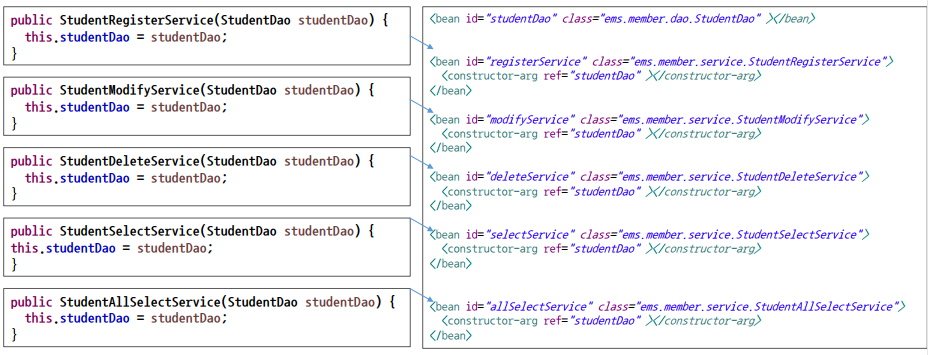 public StudentRegisterService(StudentDao studentDao) {
this.studentDao = studentDao;
}
public StudentModifyService(StudentDao studentDao) {
this.studentDao = studentDao;
}
public StudentDeleteService(StudentDao studentDao) {
this.studentDao = studentDao;
}
public StudentSelectService(StudentDao studentDao) {
this.studentDao = studentDao;
}
public StudentAllSelectService(StudentDao studentDao) {
this.studentDao = studentDao;
}
<bean id="studentDao" class="ems.member.dao.StudentDao" ></bean>
<bean id="registerService" class="ems.member.service.StudentRegisterService">
<constructor-arg ref="studentDao" ></constructor-arg>
</bean>
<bean id="modifyService" class="ems.member.service.StudentModifyService">
<constructor-arg ref="studentDao" ></constructor-arg>
</bean>
<bean id="deleteService" class="ems.member.service.StudentDeleteService">
<constructor-arg ref="studentDao" ></constructor-arg>
</bean>
<bean id="selectService" class="ems.member.service.StudentSelectService">
<constructor-arg ref="studentDao" ></constructor-arg>
</bean>
<bean id="allSelectService" class="ems.member.service.StudentAllSelectService">
<constructor-arg ref="studentDao" ></constructor-arg>
</bean>